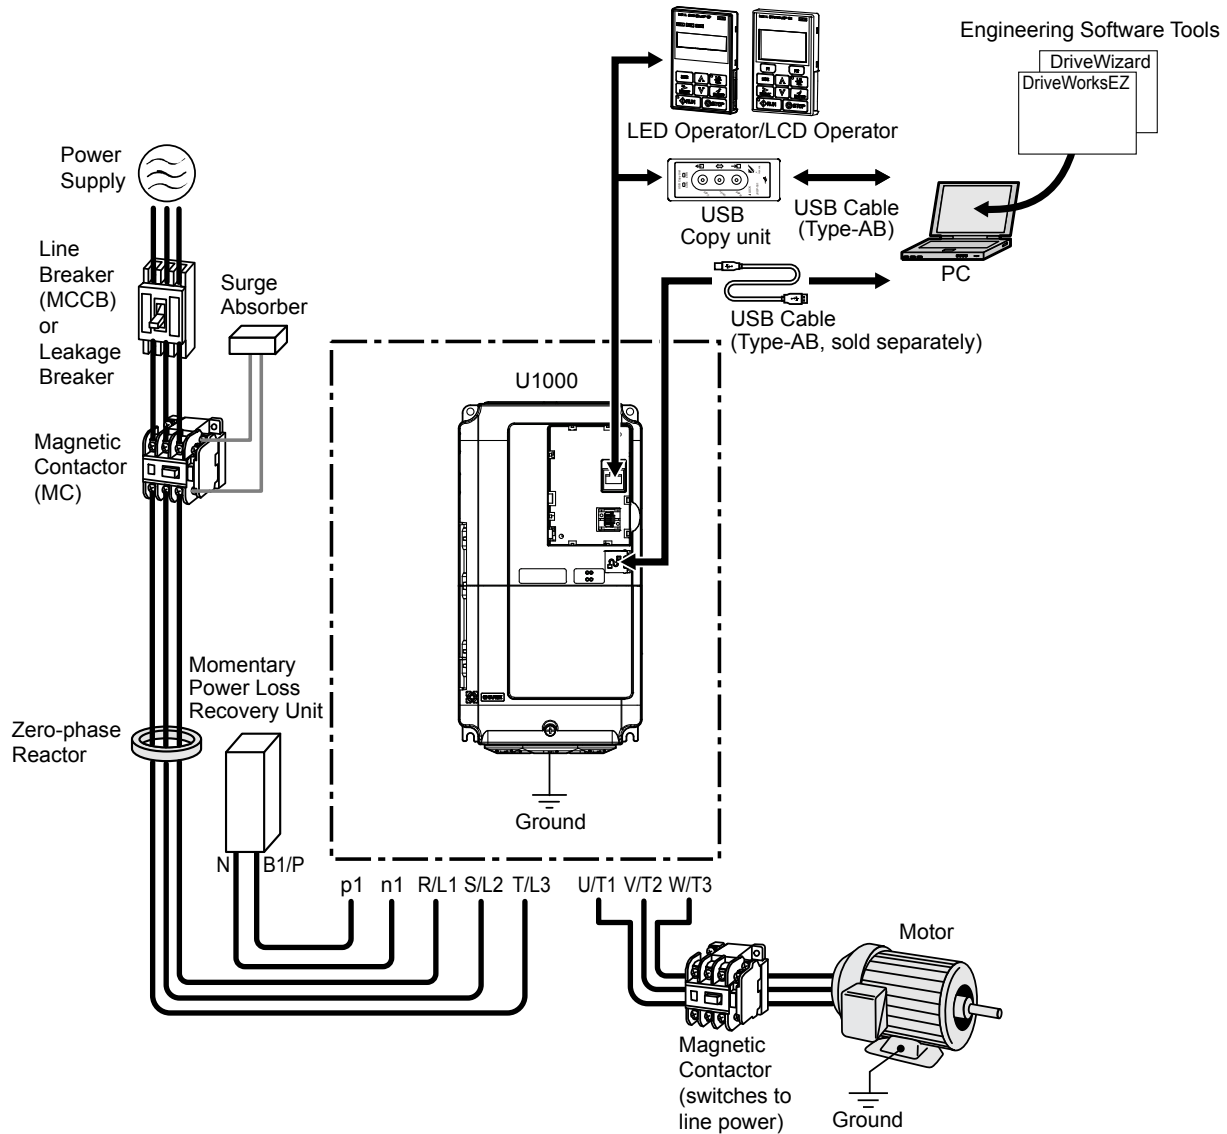 Engineering Software Tools
DriveWizard
DriveWorksEZ
LED Operator/LCD Operator
Power
Supply
USB
Copy unit
USB Cable
(Type-AB)
PC
Line
Breaker
(MCCB)
or
Leakage
Breaker
Surge
Absorber
USB Cable
(Type-AB, sold separately)
U1000
Magnetic
Contactor
(MC)
Momentary
Power Loss
Recovery Unit
Zero-phase
Reactor
Ground
N
B1/P
p1 n1 R/L1 S/L2 T/L3 U/T1 V/T2 W/T3
Motor
Magnetic
Contactor
(switches to
line power)
Ground